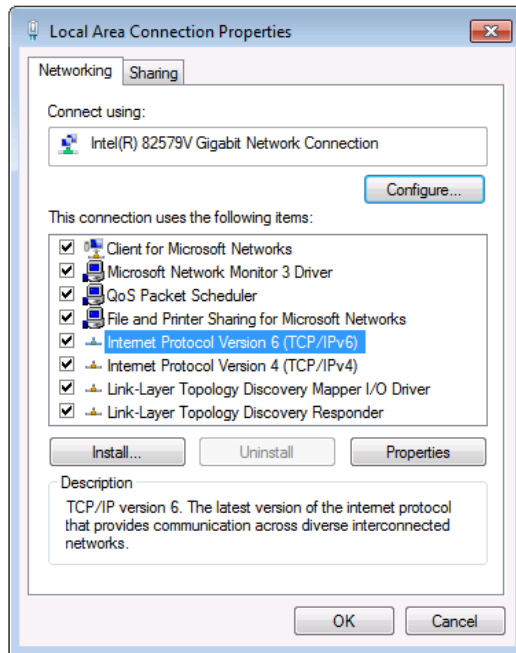 Local Area Connection Properties
Networking
Sharing
Connect using:
Intel(R) 82579V Gigabit Network Connection
Configure...
This connection uses the following items:
Client for Microsoft Networks
Microsoft Network Monitor 3 Driver
QoS Packet Scheduler
File and Printer Sharing for Microsoft Networks
Internet Protocol Version 6 (TCP/IPv6)
Internet Protocol Version 4 (TCP/IPv4)
Link-Layer Topology Discovery Mapper I/O Driver
Link-Layer Topology Discovery Responder
Install...
Uninstall
Properties
Description
TCP/IP version 6. The latest version of the internet protocol
that provides communication across diverse interconnected
networks.
OK
Cancel